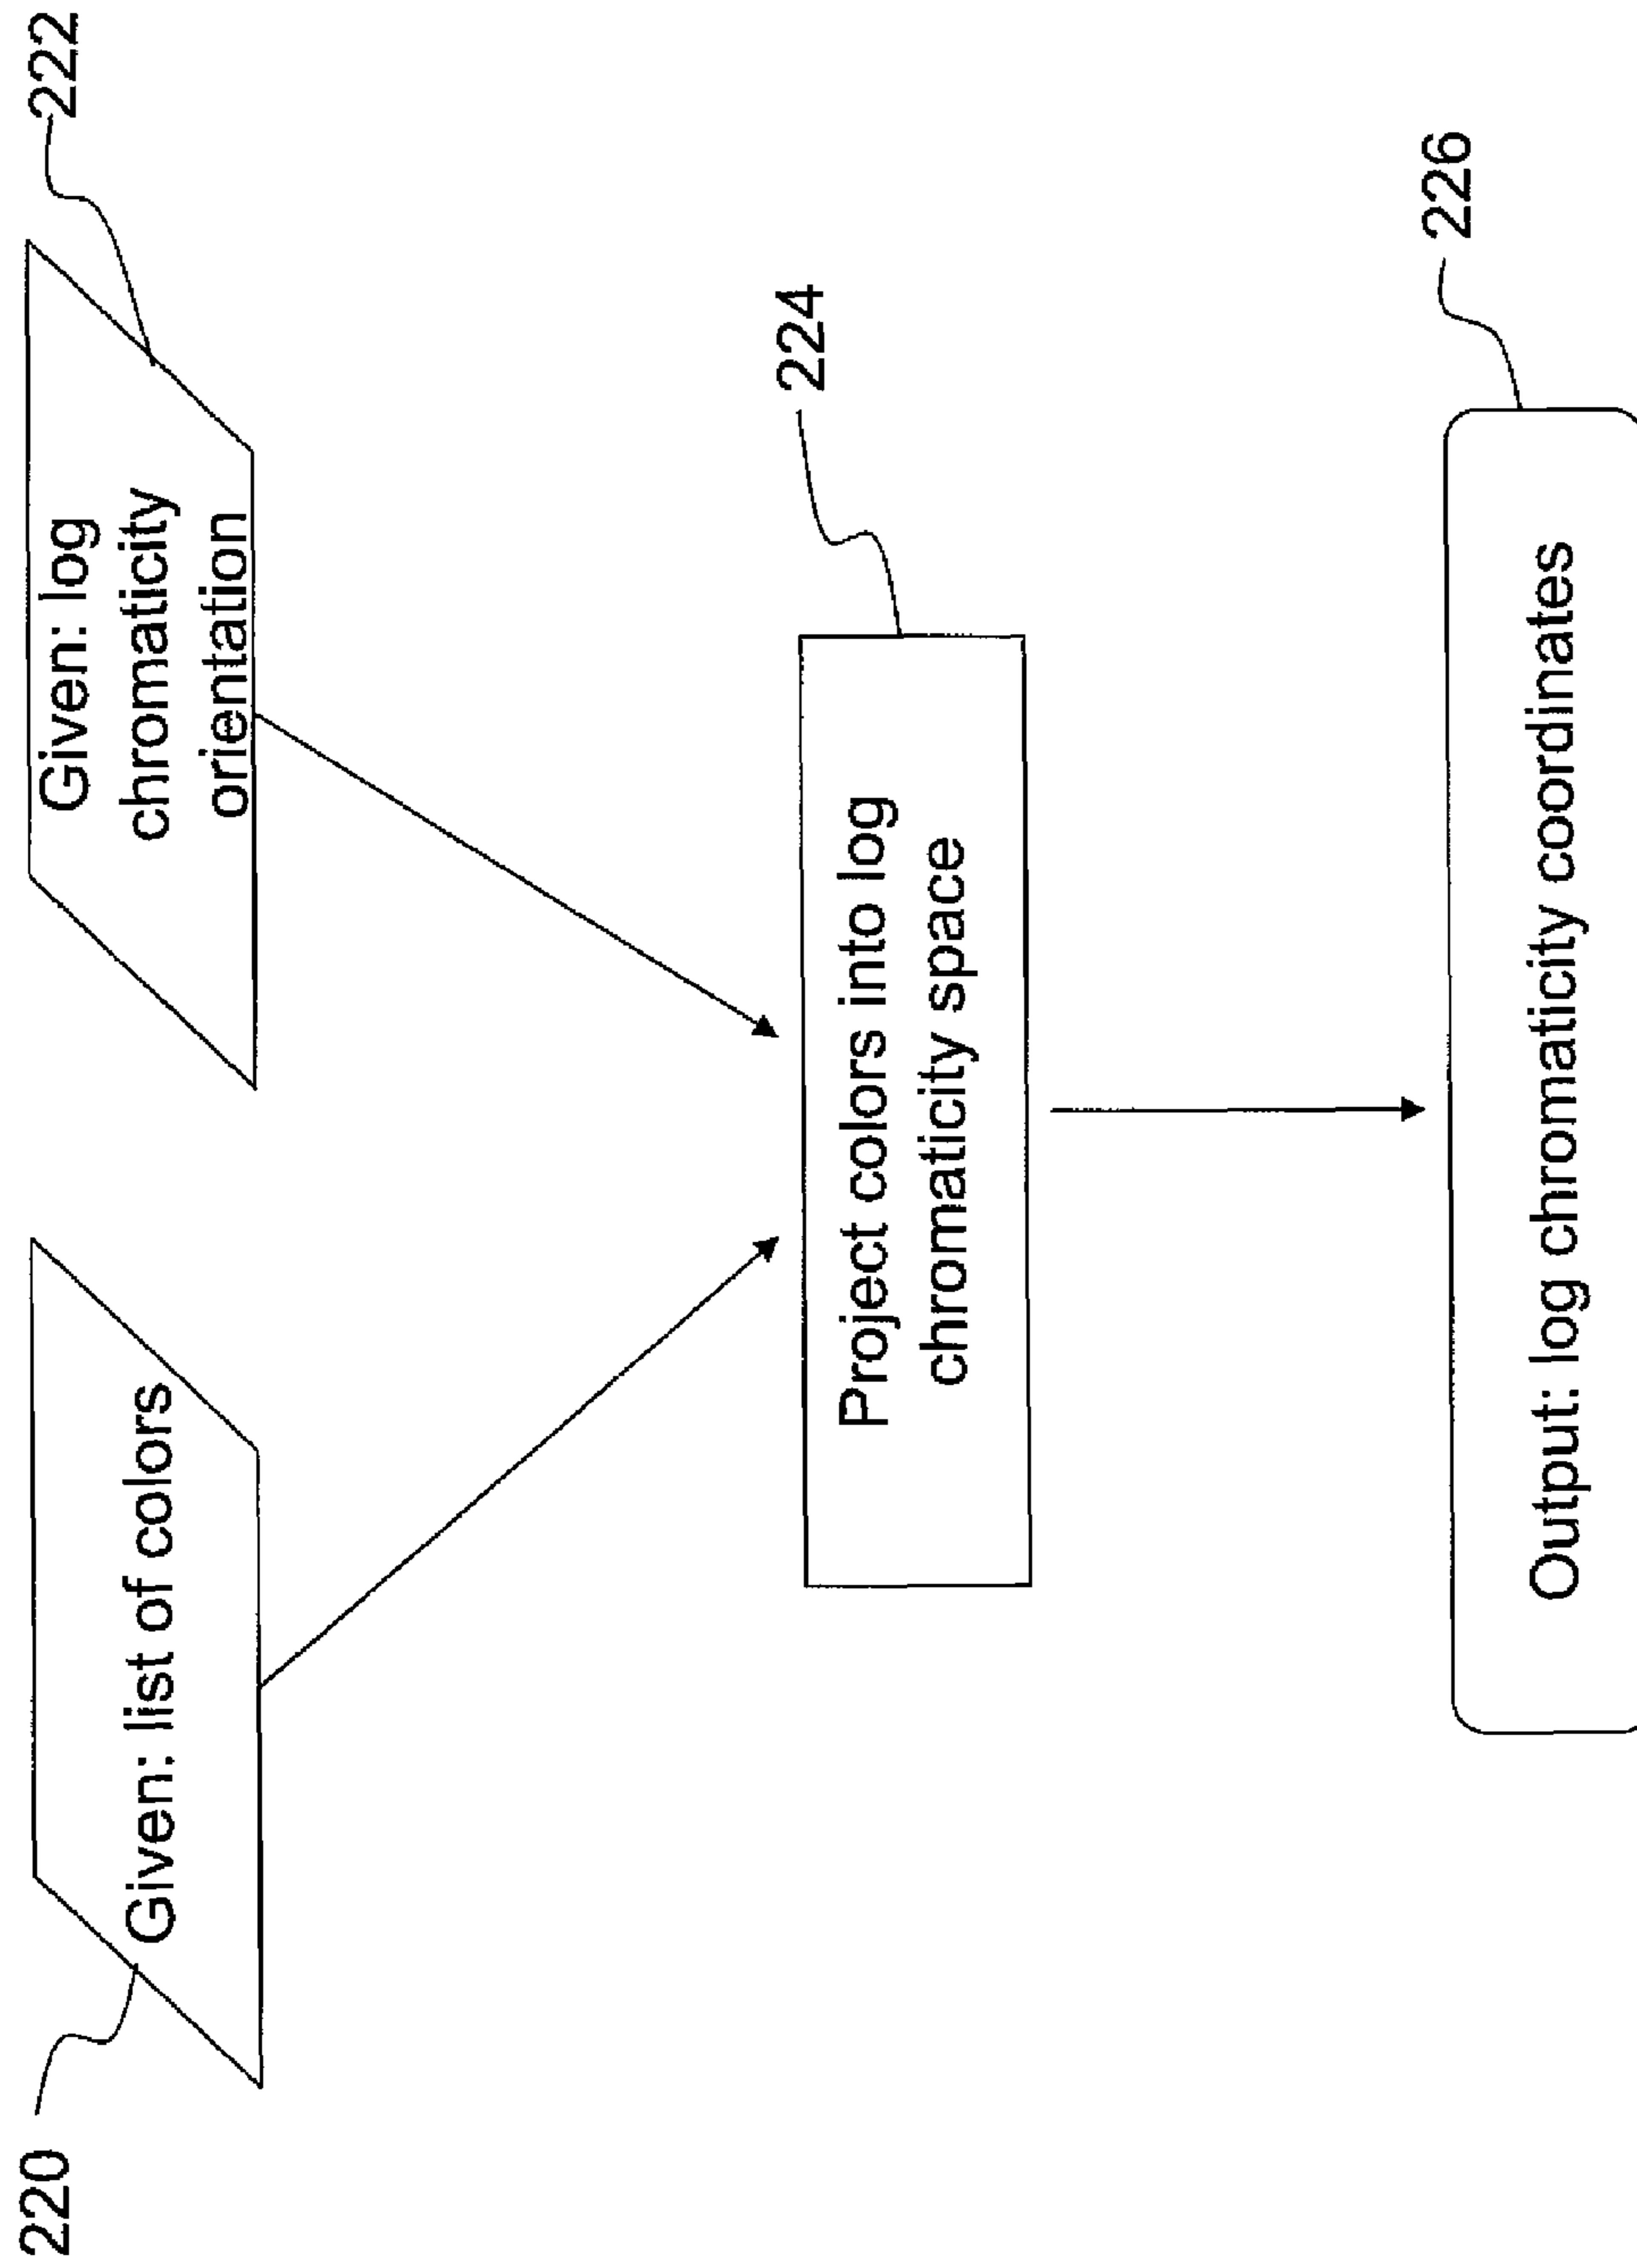 220
Given: list of colors
Given: log
chromaticity
orientation
222
Project colors into log
chromaticity space
224
Output: log chromaticity coordinates
226